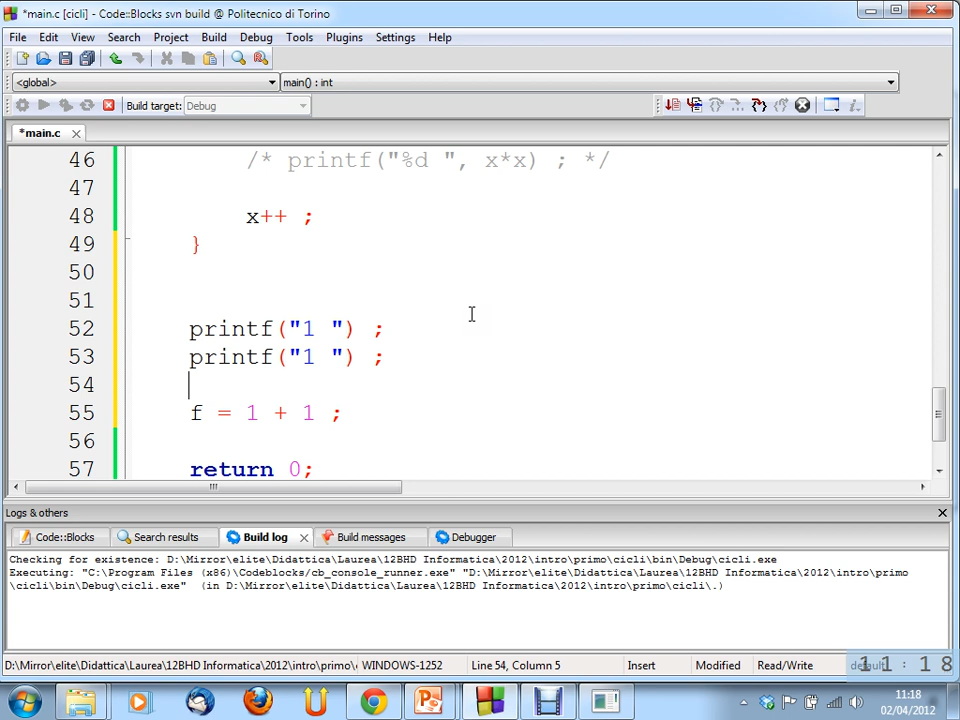 *main.c [cicli] - Code::Blocks svn build @ Politecnico di Torino
File Edit View Search Project Build Debug Tools Plugins Settings Help
<global> main() : int
Build target: Debug
*main.c
46 /* printf("%d ", x*x) ; */
47
48 x++ ;
49 }
50
51
52 printf("1 ") ;
53 printf("1 ") ;
54
55 f = 1 + 1 ;
56
57 return 0;
Logs & others
Code::Blocks Search results Build log Build messages Debugger
Checking for existence: D:\Mirror\elite\Didattica\Laurea\12BHD Informatica\2012\intro\primo\cicli\bin\Debug\cicli.exe
Executing: "C:\Program Files (x86)\Codeblocks/cb_console_runner.exe" "D:\Mirror\elite\Didattica\Laurea\12BHD Informatica\2012\intro\primo
\cicli\bin\Debug\cicli.exe" (in D:\Mirror\elite\Didattica\Laurea\12BHD Informatica\2012\intro\primo\cicli\.)
D:\Mirror\elite\Didattica\Laurea\12BHD Informatica\2012\intro\primo\ WINDOWS-1252 Line 54, Column 5 Insert Modified Read/Write default 11:18
11:18
02/04/2012